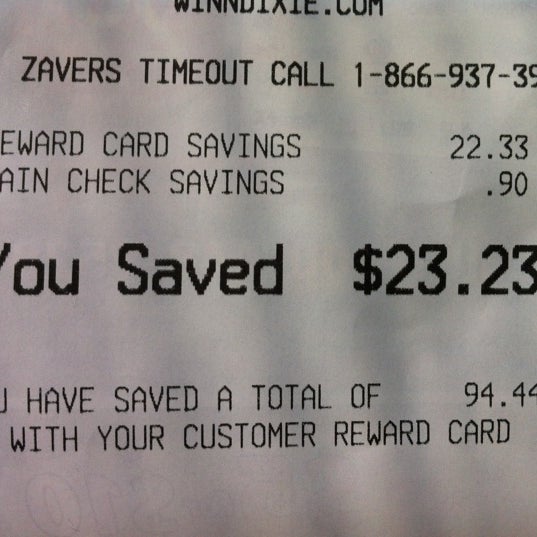 WINNDIXIE.COM
ZAVERS TIMEOUT CALL 1-866-937-39
EWARD CARD SAVINGS 22.33
AIN CHECK SAVINGS .90
You Saved $23.23
U HAVE SAVED A TOTAL OF 94.44
WITH YOUR CUSTOMER REWARD CARD